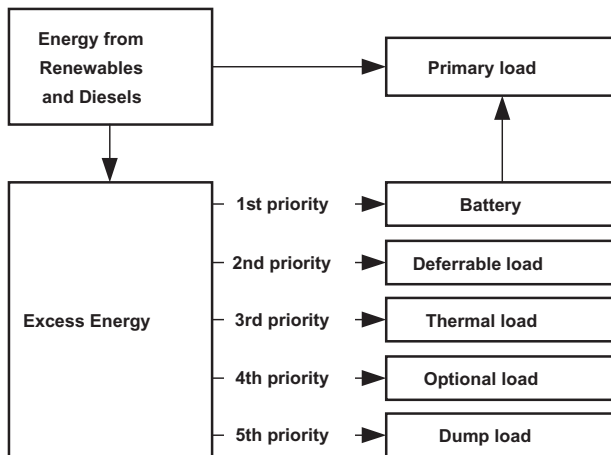 Energy from
Renewables
and Diesels
Primary load
1st priority
Battery
2nd priority
Deferrable load
Excess Energy
3rd priority
Thermal load
4th priority
Optional load
5th priority
Dump load